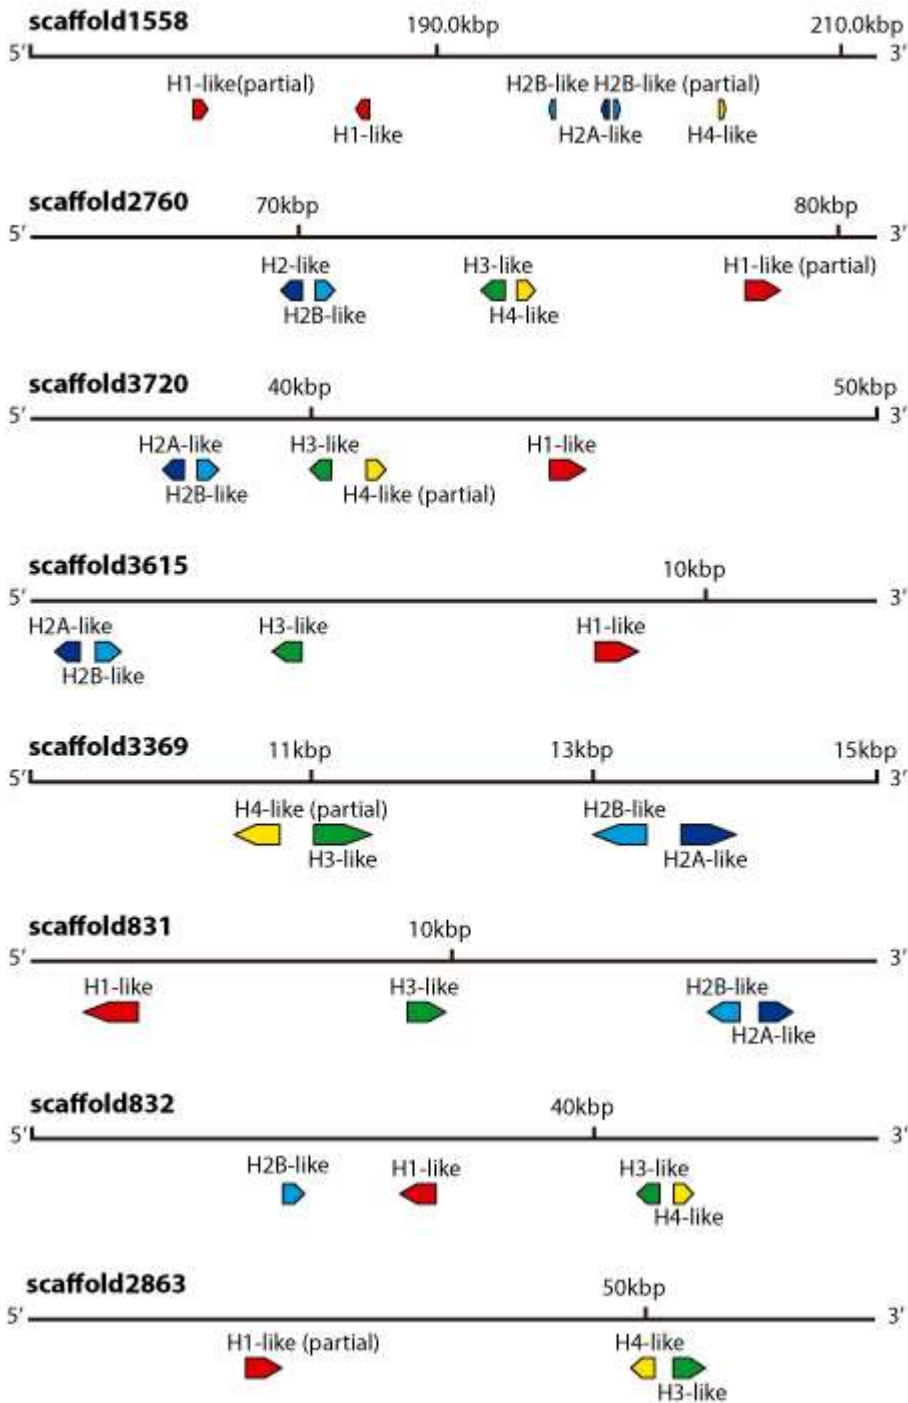 scaffold1558
190.0kbp
210.0kbp
5′
3′
H1-like(partial)
H2B-like
H2B-like (partial)
H1-like
H2A-like
H4-like
scaffold2760
70kbp
80kbp
5′
3′
H2-like
H3-like
H1-like (partial)
H2B-like
H4-like
scaffold3720
40kbp
50kbp
5′
3′
H2A-like
H3-like
H1-like
H2B-like
H4-like (partial)
scaffold3615
10kbp
5′
3′
H2A-like
H3-like
H1-like
H2B-like
scaffold3369
11kbp
13kbp
15kbp
5′
3′
H4-like (partial)
H2B-like
H3-like
H2A-like
scaffold831
10kbp
5′
3′
H1-like
H3-like
H2B-like
H2A-like
scaffold832
40kbp
5′
3′
H2B-like
H1-like
H3-like
H4-like
scaffold2863
50kbp
5′
3′
H1-like (partial)
H4-like
H3-like